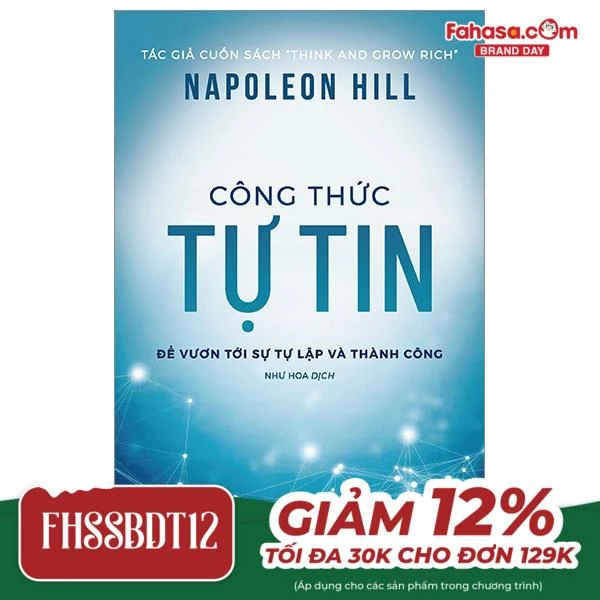 Fahasa.com
BRAND DAY
TÁC GIẢ CUỐN SÁCH "THINK AND GROW RICH"
NAPOLEON HILL
CÔNG THỨC
TỰ TIN
ĐỂ VƯƠN TỚI SỰ TỰ LẬP VÀ THÀNH CÔNG
NHƯ HOA DỊCH
FHSSBDT12
GIẢM 12%
TỐI ĐA 30K CHO ĐƠN 129K
(Áp dụng cho các sản phẩm trong chương trình)